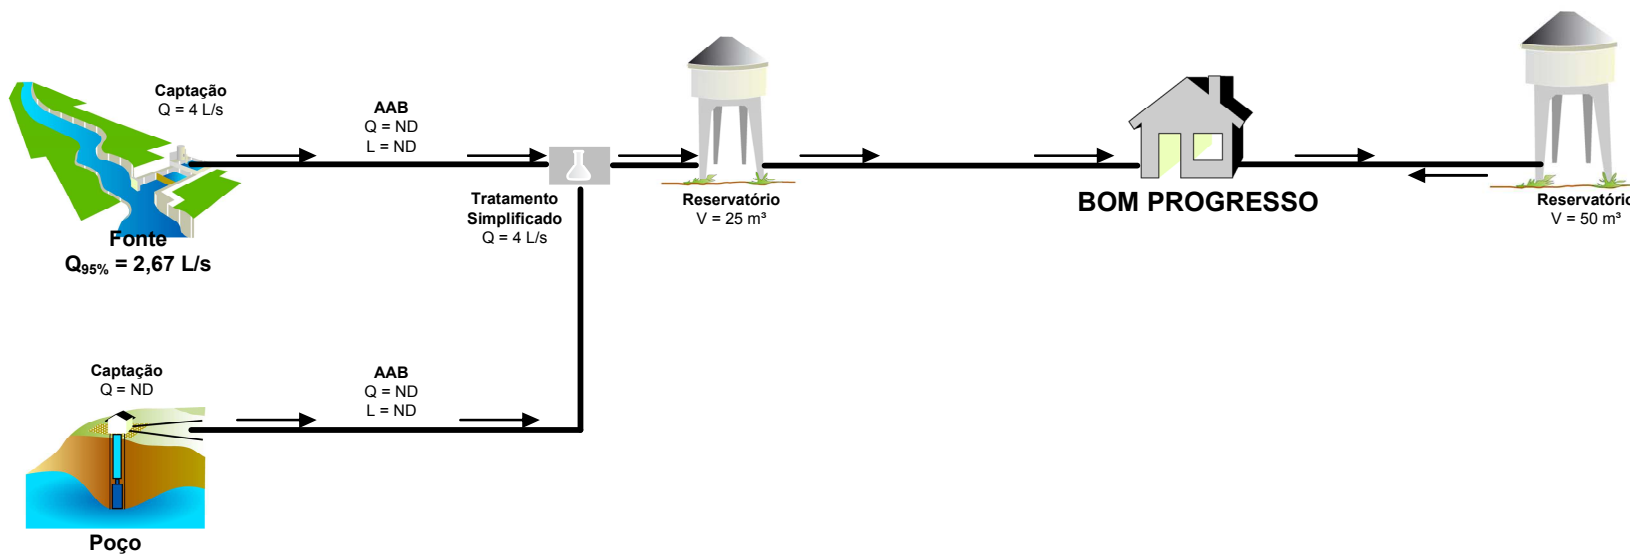 Captação
Q = 4 L/s
AAB
Q = ND
L = ND
Fonte
Q95% = 2,67 L/s
Tratamento
Simplificado
Q = 4 L/s
Reservatório
V = 25 m³
BOM PROGRESSO
Reservatório
V = 50 m³
Captação
Q = ND
AAB
Q = ND
L = ND
Poço